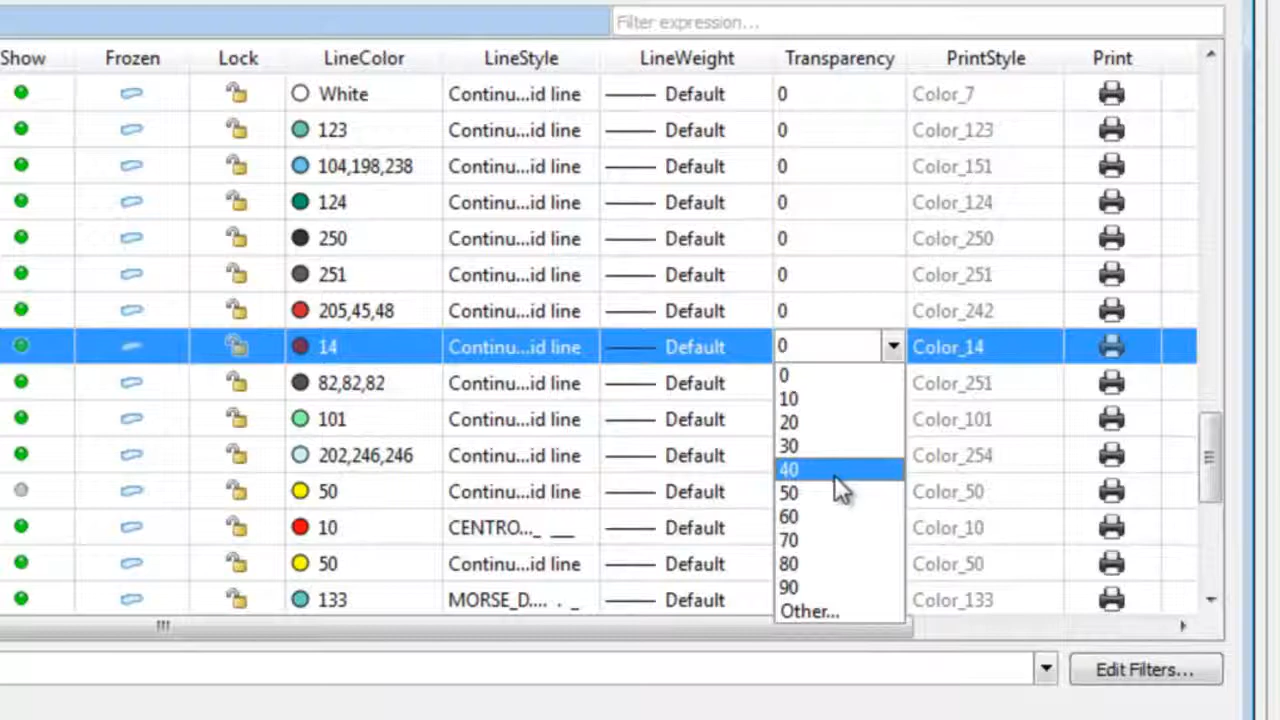 Filter expression...
Show Frozen Lock LineColor LineStyle LineWeight Transparency PrintStyle Print
White Continu...id line Default 0 Color_7
123 Continu...id line Default 0 Color_123
104,198,238 Continu...id line Default 0 Color_151
124 Continu...id line Default 0 Color_124
250 Continu...id line Default 0 Color_250
251 Continu...id line Default 0 Color_251
205,45,48 Continu...id line Default 0 Color_242
14 Continu...id line Default 0 Color_14
82,82,82 Continu...id line Default 0 Color_251
101 Continu...id line Default 10 Color_101
20
202,246,246 Continu...id line Default 30 Color_254
40
50 Continu...id line Default 50 Color_50
10 CENTRO..._ __ Default 60 Color_10
70
50 Continu...id line Default 80 Color_50
133 MORSE_D.... . _ Default 90 Color_133
Other...
Edit Filters...